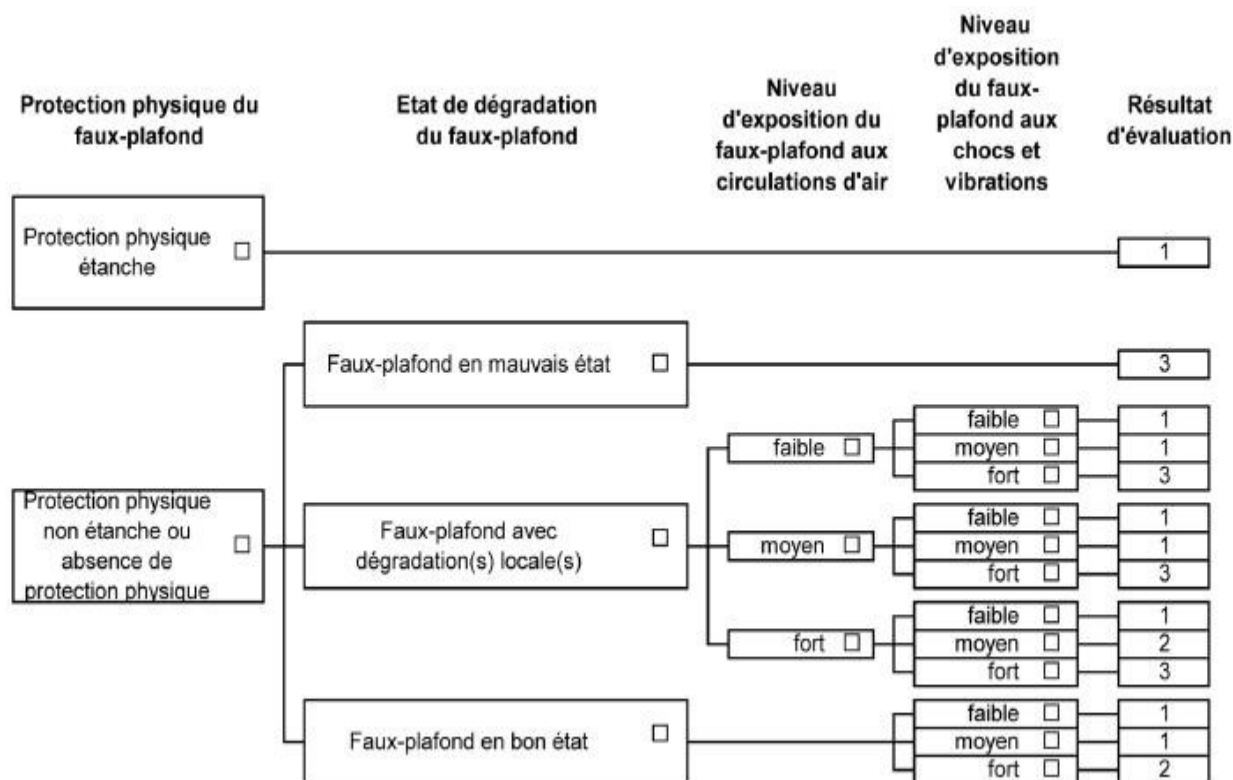 Protection physique du
faux-plafond
Etat de dégradation
du faux-plafond
Niveau
d'exposition du
faux-plafond aux
circulations d'air
Niveau
d'exposition
du faux-
plafond aux
chocs et
vibrations
Résultat
d'évaluation
Protection physique
étanche
1
Faux-plafond en mauvais état
3
Protection physique
non étanche ou
absence de
protection physique
Faux-plafond avec
dégradation(s) locale(s)
faible
faible 1
moyen 1
fort 3
moyen
faible 1
moyen 1
fort 3
fort
faible 1
moyen 2
fort 3
Faux-plafond en bon état
faible 1
moyen 1
fort 2